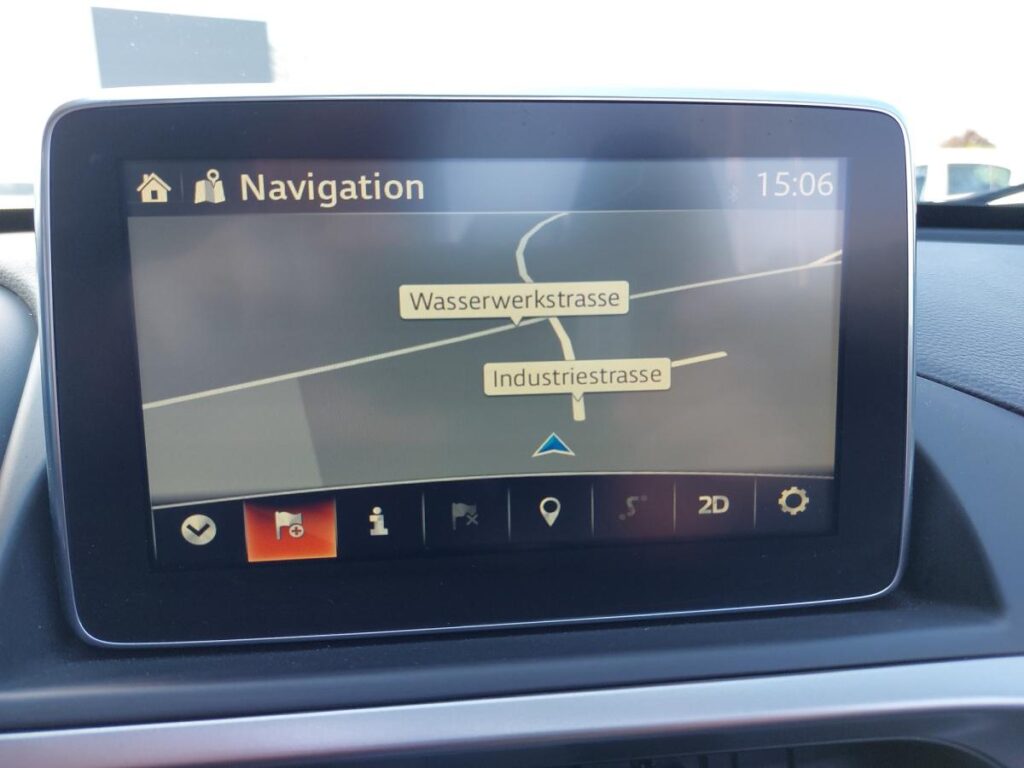 Navigation
15:06
Wasserwerkstrasse
Industriestrasse
2D